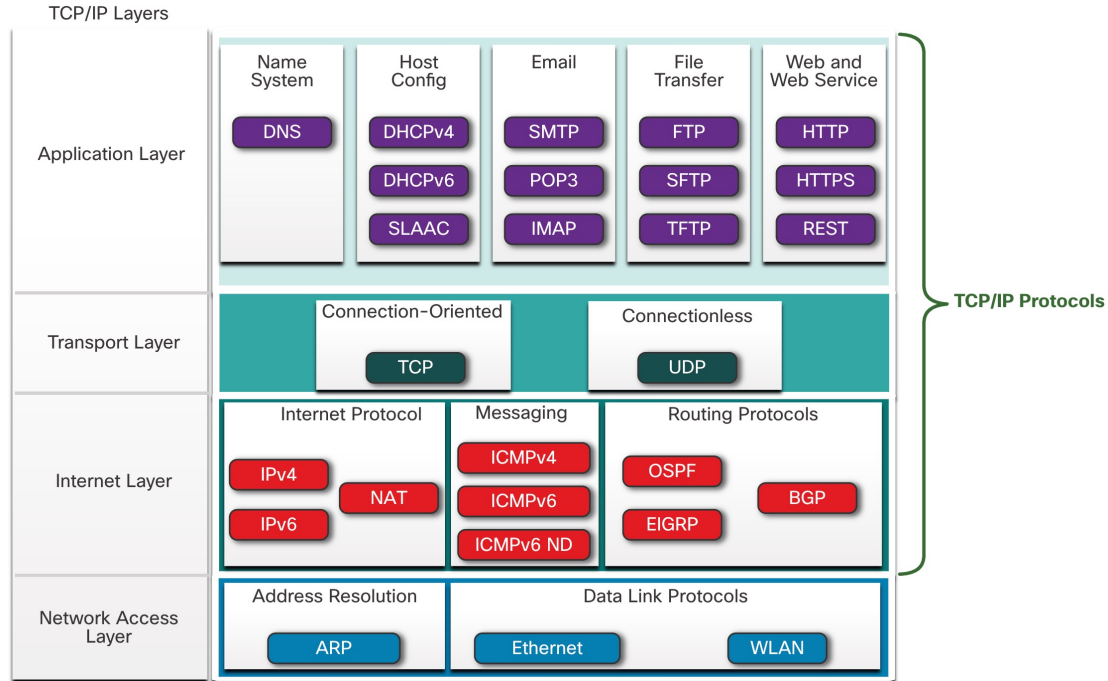 TCP/IP Layers
Application Layer
Name
System
DNS
Host
Config
DHCPv4
DHCPv6
SLAAC
Email
SMTP
POP3
IMAP
File
Transfer
FTP
SFTP
TFTP
Web and
Web Service
HTTP
HTTPS
REST
TCP/IP Protocols
Transport Layer
Connection-Oriented
TCP
Connectionless
UDP
Internet Layer
Internet Protocol
IPv4
IPv6
NAT
Messaging
ICMPv4
ICMPv6
ICMPv6 ND
Routing Protocols
OSPF
EIGRP
BGP
Network Access
Layer
Address Resolution
ARP
Data Link Protocols
Ethernet
WLAN